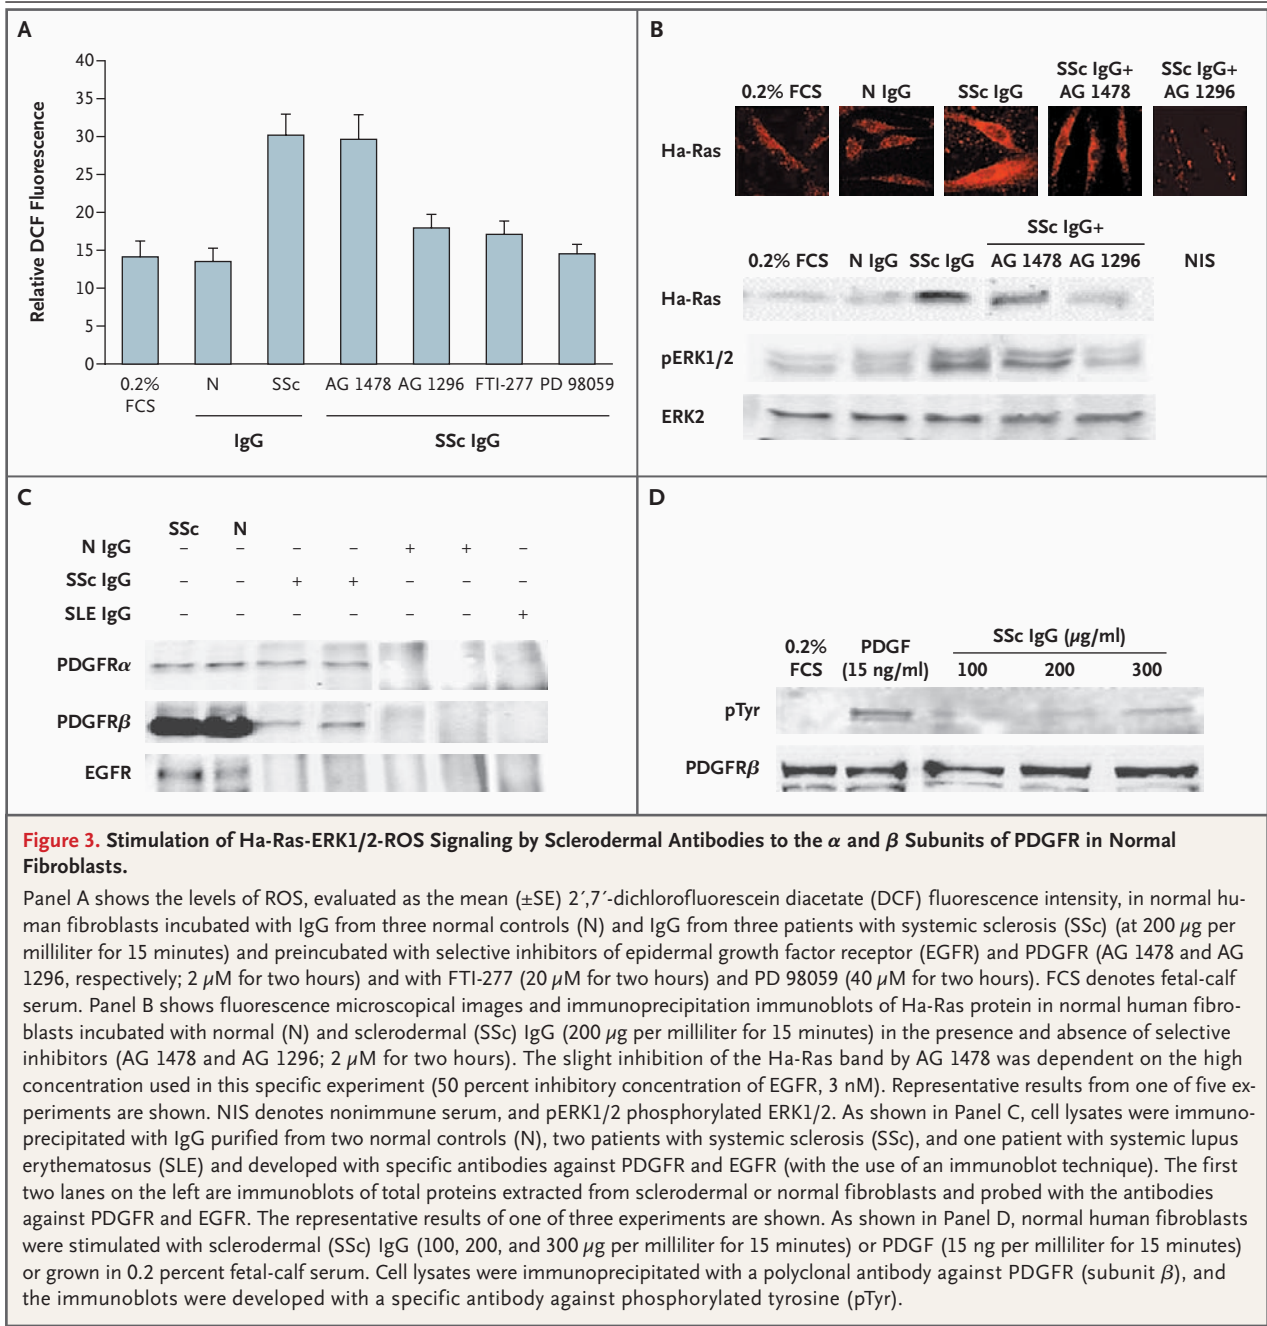 A
40
35
30
25
20
15
10
5
0
Relative DCF Fluorescence
0.2% FCS
N
SSc
AG 1478
AG 1296
FTI-277
PD 98059
IgG
SSc IgG
B
0.2% FCS
N IgG
SSc IgG
SSc IgG+ AG 1478
SSc IgG+ AG 1296
Ha-Ras
SSc IgG+
0.2% FCS N IgG SSc IgG AG 1478 AG 1296 NIS
Ha-Ras
pERK1/2
ERK2
C
SSc N
N IgG – – – – + + –
SSc IgG – – + + – – –
SLE IgG – – – – – – +
PDGFRα
PDGFRβ
EGFR
D
0.2% FCS
PDGF (15 ng/ml)
SSc IgG (μg/ml)
100 200 300
pTyr
PDGFRβ
Figure 3. Stimulation of Ha-Ras-ERK1/2-ROS Signaling by Sclerodermal Antibodies to the α and β Subunits of PDGFR in Normal
Fibroblasts.
Panel A shows the levels of ROS, evaluated as the mean (±SE) 2′,7′-dichlorofluorescein diacetate (DCF) fluorescence intensity, in normal hu-
man fibroblasts incubated with IgG from three normal controls (N) and IgG from three patients with systemic sclerosis (SSc) (at 200 μg per
milliliter for 15 minutes) and preincubated with selective inhibitors of epidermal growth factor receptor (EGFR) and PDGFR (AG 1478 and AG
1296, respectively; 2 μM for two hours) and with FTI-277 (20 μM for two hours) and PD 98059 (40 μM for two hours). FCS denotes fetal-calf
serum. Panel B shows fluorescence microscopical images and immunoprecipitation immunoblots of Ha-Ras protein in normal human fibro-
blasts incubated with normal (N) and sclerodermal (SSc) IgG (200 μg per milliliter for 15 minutes) in the presence and absence of selective
inhibitors (AG 1478 and AG 1296; 2 μM for two hours). The slight inhibition of the Ha-Ras band by AG 1478 was dependent on the high
concentration used in this specific experiment (50 percent inhibitory concentration of EGFR, 3 nM). Representative results from one of five ex-
periments are shown. NIS denotes nonimmune serum, and pERK1/2 phosphorylated ERK1/2. As shown in Panel C, cell lysates were immuno-
precipitated with IgG purified from two normal controls (N), two patients with systemic sclerosis (SSc), and one patient with systemic lupus
erythematosus (SLE) and developed with specific antibodies against PDGFR and EGFR (with the use of an immunoblot technique). The first
two lanes on the left are immunoblots of total proteins extracted from sclerodermal or normal fibroblasts and probed with the antibodies
against PDGFR and EGFR. The representative results of one of three experiments are shown. As shown in Panel D, normal human fibroblasts
were stimulated with sclerodermal (SSc) IgG (100, 200, and 300 μg per milliliter for 15 minutes) or PDGF (15 ng per milliliter for 15 minutes)
or grown in 0.2 percent fetal-calf serum. Cell lysates were immunoprecipitated with a polyclonal antibody against PDGFR (subunit β), and
the immunoblots were developed with a specific antibody against phosphorylated tyrosine (pTyr).